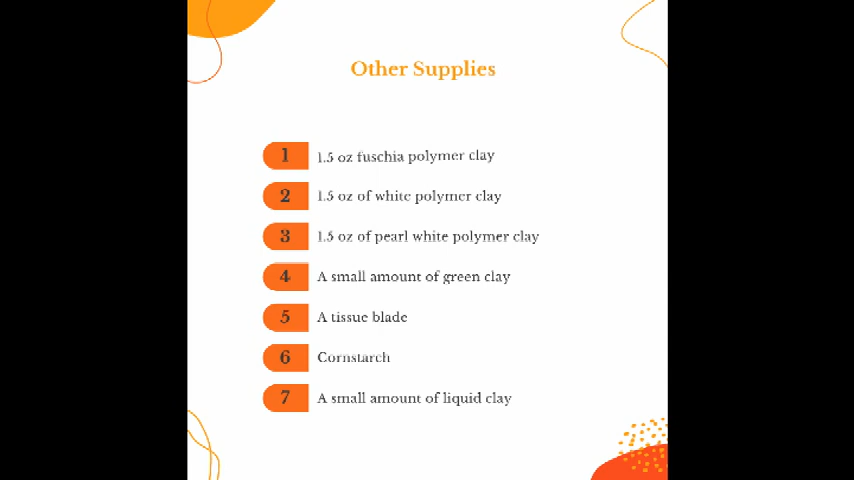 Other Supplies
1 1.5 oz fuschia polymer clay
2 1.5 oz of white polymer clay
3 1.5 oz of pearl white polymer clay
4 A small amount of green clay
5 A tissue blade
6 Cornstarch
7 A small amount of liquid clay